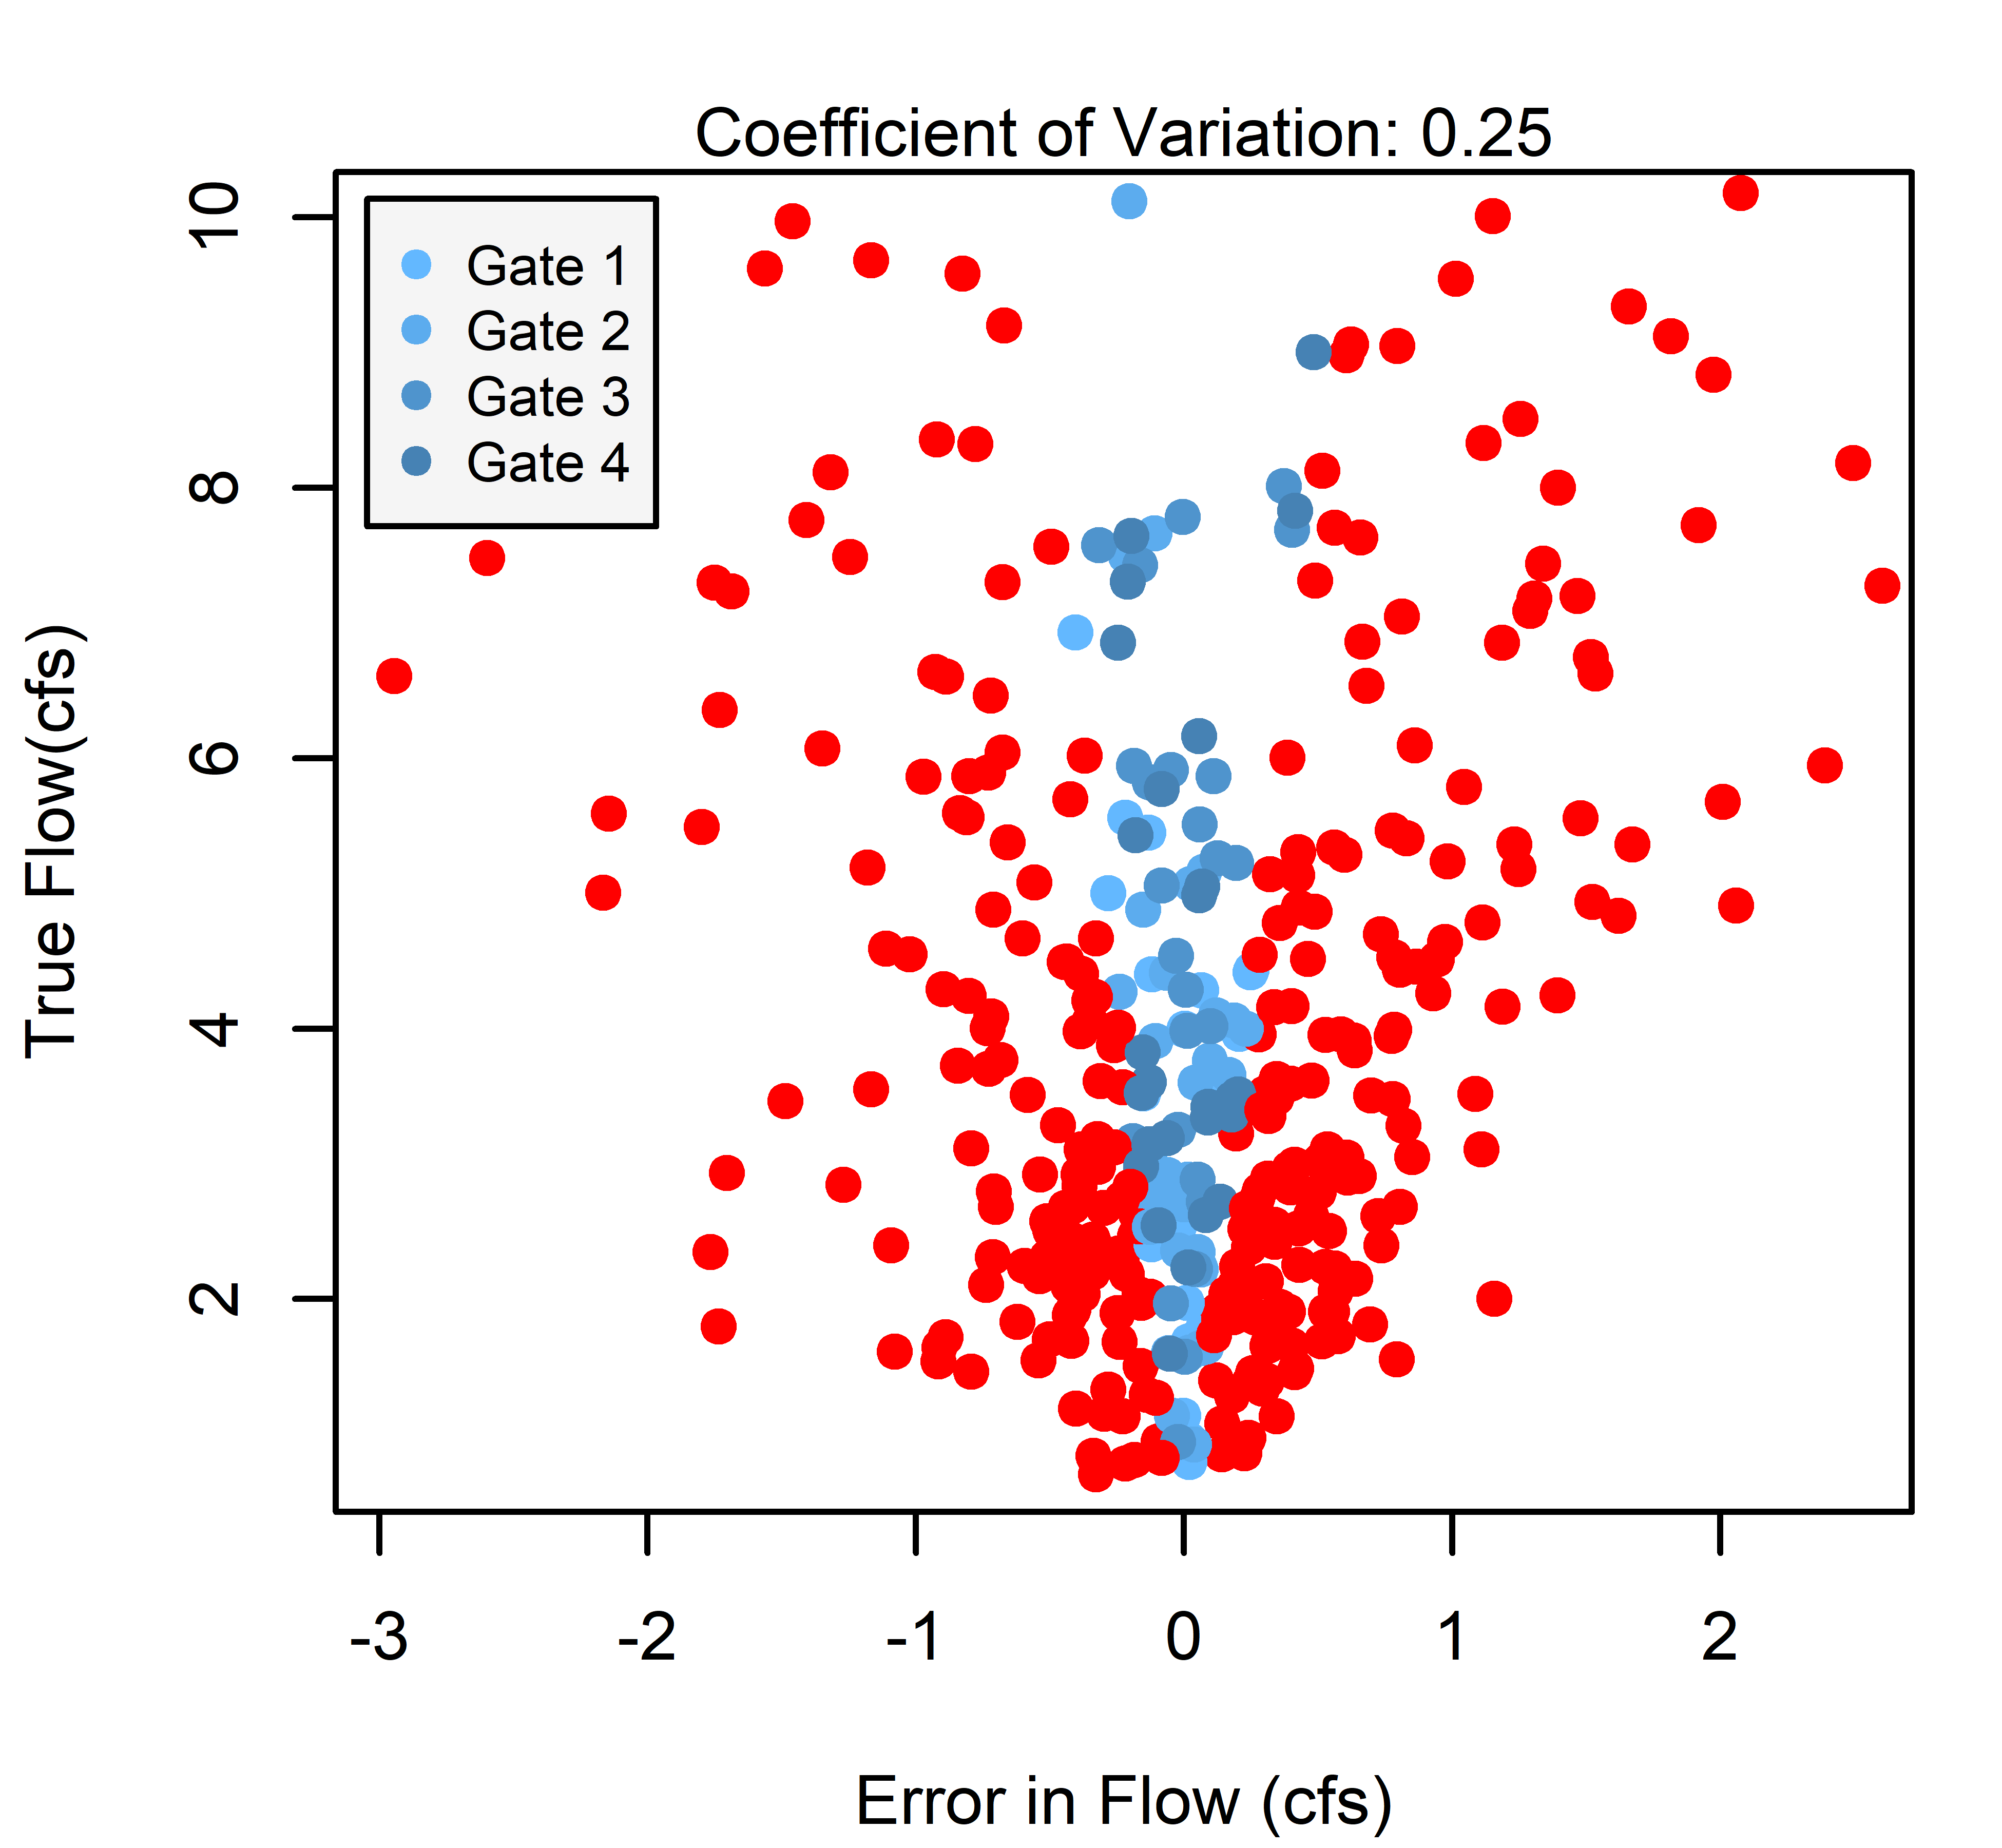 Coefficient of Variation: 0.25
Gate 1
Gate 2
Gate 3
Gate 4
True Flow(cfs)
10
8
6
4
2
-3 -2 -1 0 1 2
Error in Flow (cfs)